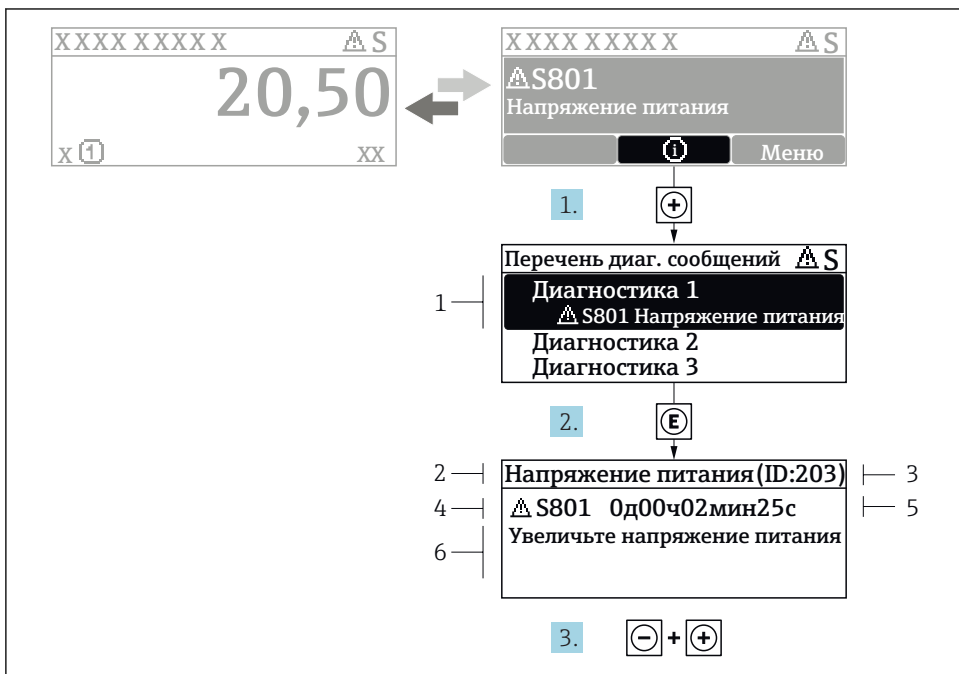 XXXX XXXXX ⚠S
20,50
X 1 XX
XXXX XXXXX ⚠S
⚠S801
Напряжение питания
i Меню
1. +
Перечень диаг. сообщений ⚠S
1
Диагностика 1
⚠S801 Напряжение питания
Диагностика 2
Диагностика 3
2. E
2 Напряжение питания (ID:203) 3
4 ⚠S801 0д00ч02мин25с 5
6 Увеличьте напряжение питания
3. - + +